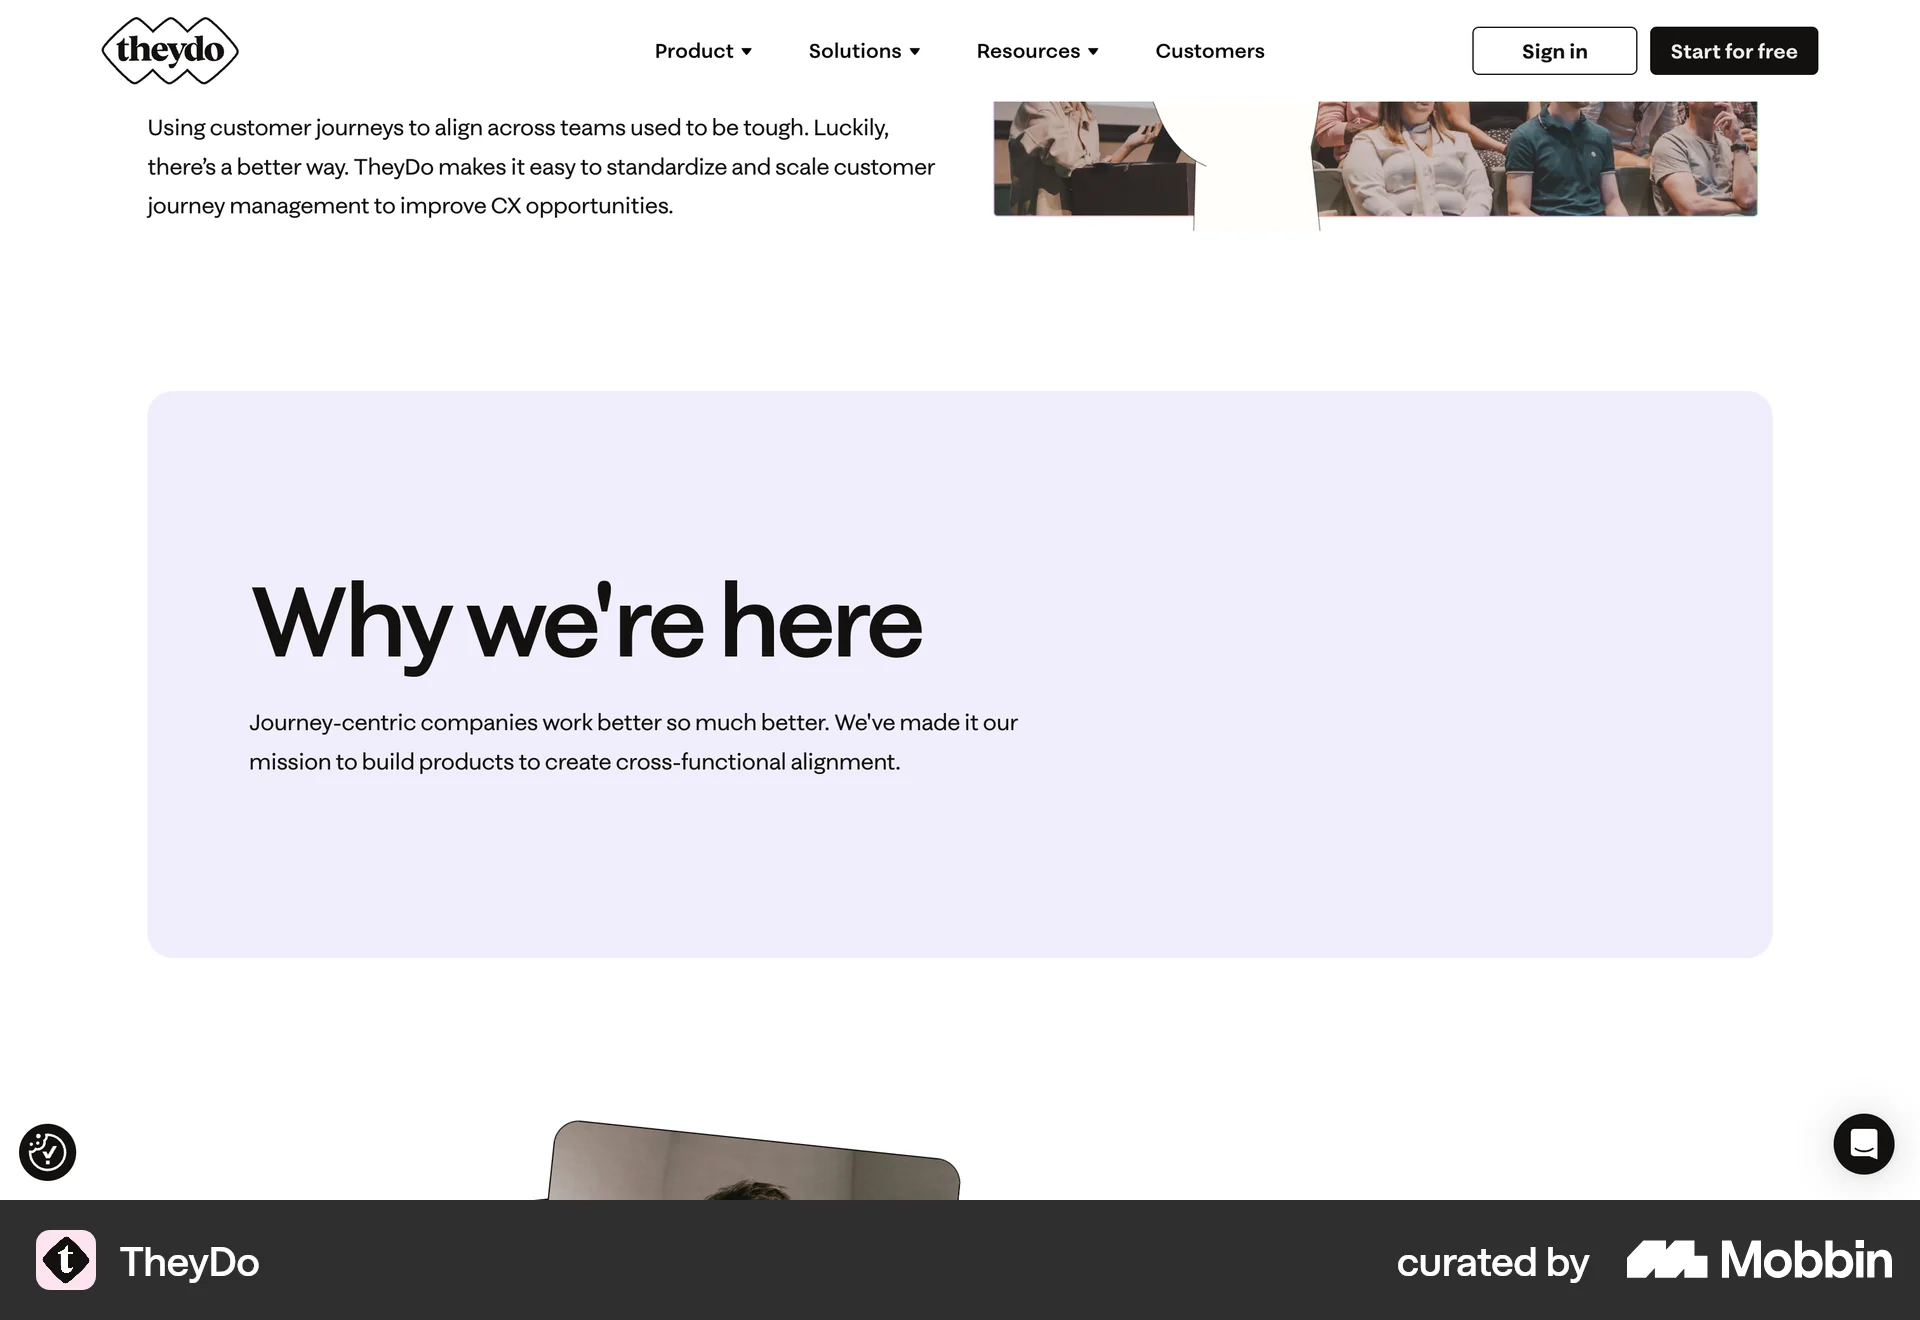 theydo
Product
Solutions
Resources
Customers
Sign in
Start for free
Using customer journeys to align across teams used to be tough. Luckily,
there’s a better way. TheyDo makes it easy to standardize and scale customer
journey management to improve CX opportunities.
Why we're here
Journey-centric companies work better so much better. We've made it our
mission to build products to create cross-functional alignment.
t
TheyDo
curated by
Mobbin